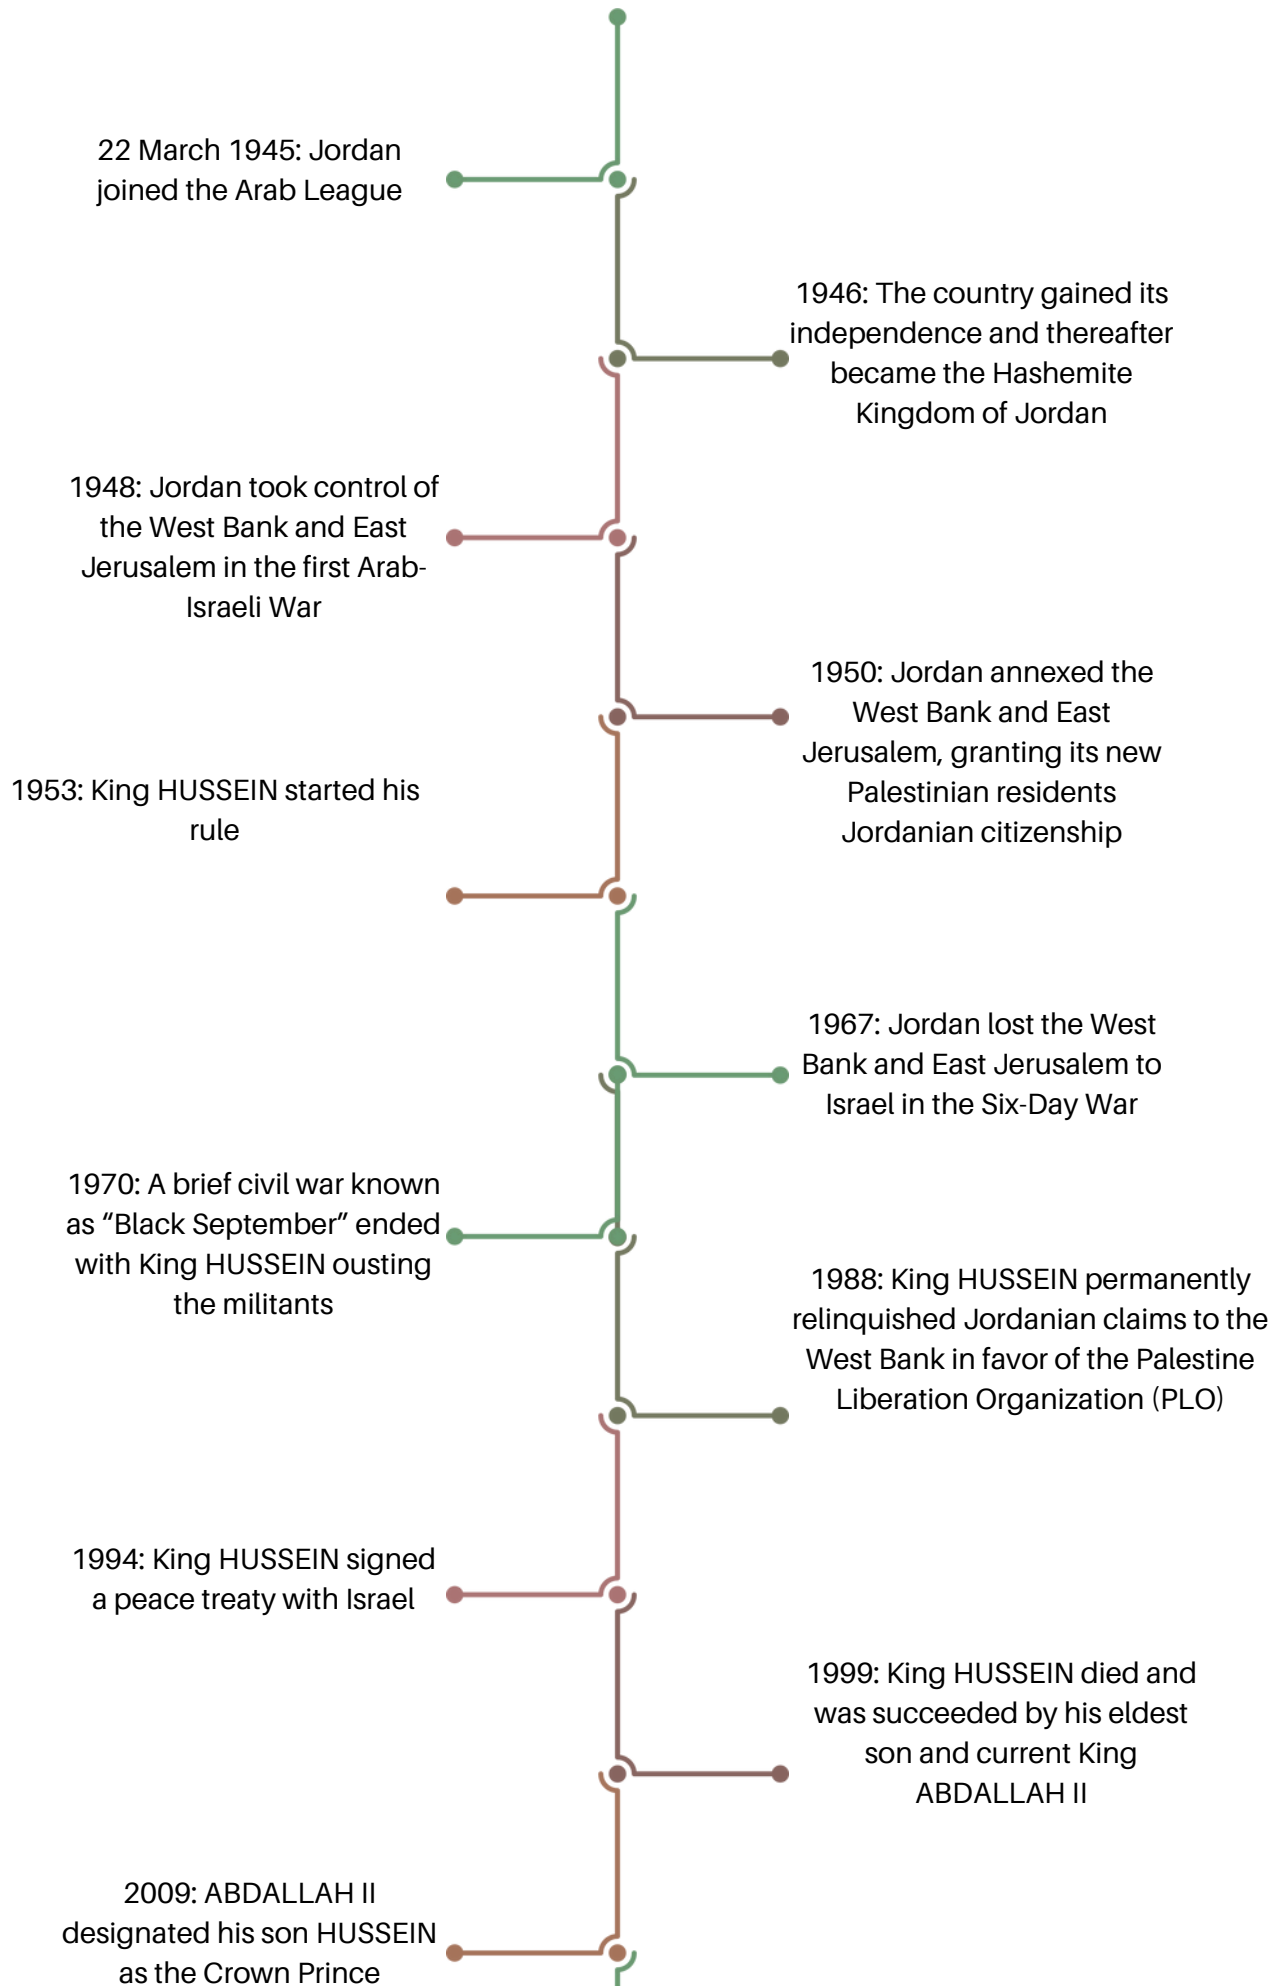 22 March 1945: Jordan
joined the Arab League
1946: The country gained its
independence and thereafter
became the Hashemite
Kingdom of Jordan
1948: Jordan took control of
the West Bank and East
Jerusalem in the first Arab-
Israeli War
1950: Jordan annexed the
West Bank and East
Jerusalem, granting its new
Palestinian residents
Jordanian citizenship
1953: King HUSSEIN started his
rule
1967: Jordan lost the West
Bank and East Jerusalem to
Israel in the Six-Day War
1970: A brief civil war known
as “Black September” ended
with King HUSSEIN ousting
the militants
1988: King HUSSEIN permanently
relinquished Jordanian claims to the
West Bank in favor of the Palestine
Liberation Organization (PLO)
1994: King HUSSEIN signed
a peace treaty with Israel
1999: King HUSSEIN died and
was succeeded by his eldest
son and current King
ABDALLAH II
2009: ABDALLAH II
designated his son HUSSEIN
as the Crown Prince